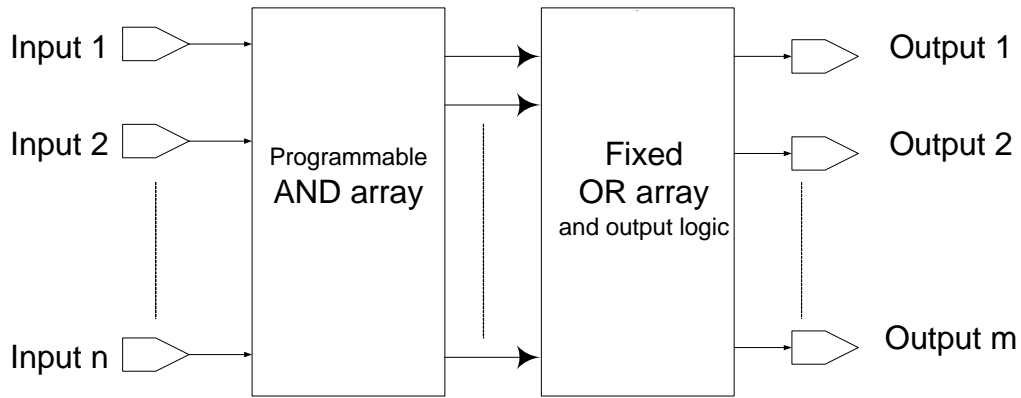 Input 1
Input 2
Input n
Programmable
AND array
Fixed
OR array
and output logic
Output 1
Output 2
Output m